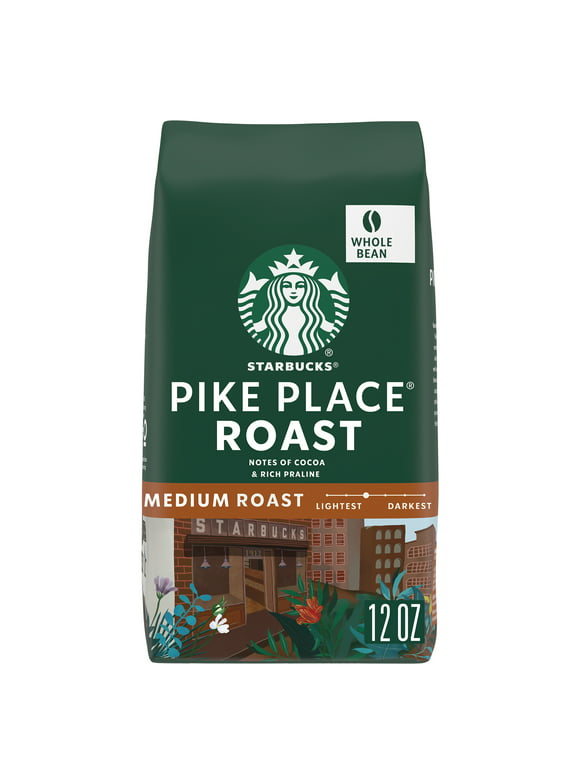 WHOLE
BEAN
STARBUCKS®
PIKE PLACE®
ROAST
NOTES OF COCOA
& RICH PRALINE
MEDIUM ROAST
LIGHTEST DARKEST
STARBUCKS
12 OZ